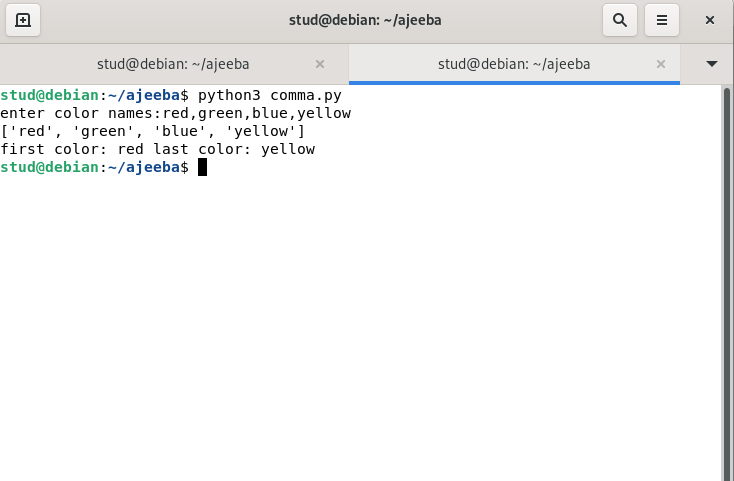 stud@debian: ~/ajeeba
stud@debian: ~/ajeeba
stud@debian: ~/ajeeba
stud@debian:~/ajeeba$ python3 comma.py
enter color names:red,green,blue,yellow
['red', 'green', 'blue', 'yellow']
first color: red last color: yellow
stud@debian:~/ajeeba$